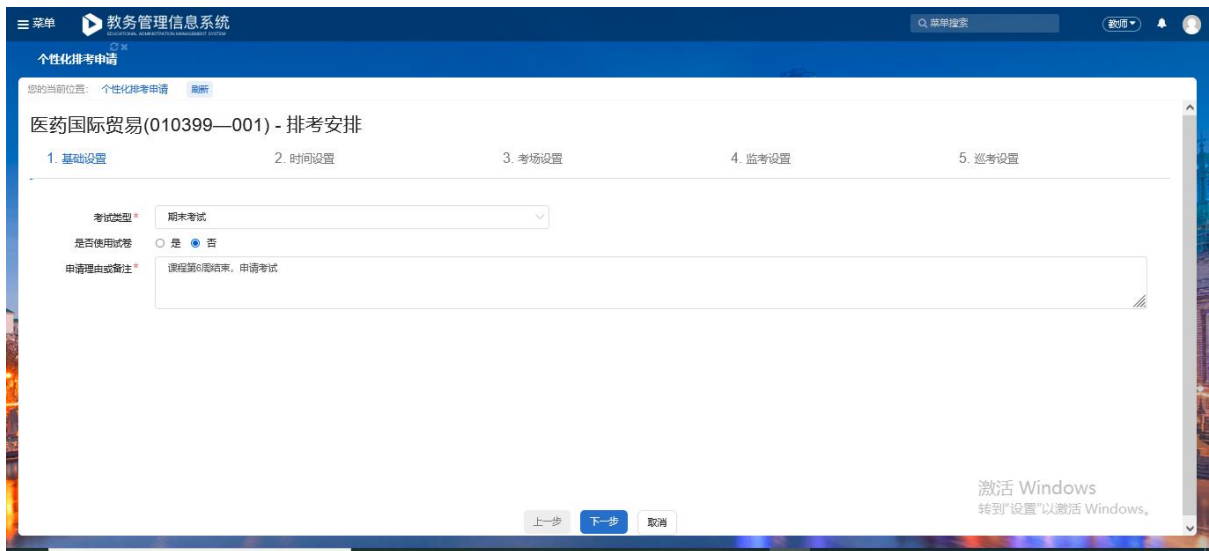 菜单
教务管理信息系统
EDUCATIONAL ADMINISTRATION MANAGEMENT SYSTEM
菜单搜索
教师
个性化排考申请
您的当前位置： 个性化排考申请 刷新
医药国际贸易(010399—001) - 排考安排
1. 基础设置 2. 时间设置 3. 考场设置 4. 监考设置 5. 巡考设置
考试类型* 期末考试
是否使用试卷 是 否
申请理由或备注* 课程第6周结束，申请考试
激活 Windows
转到"设置"以激活 Windows。
上一步 下一步 取消